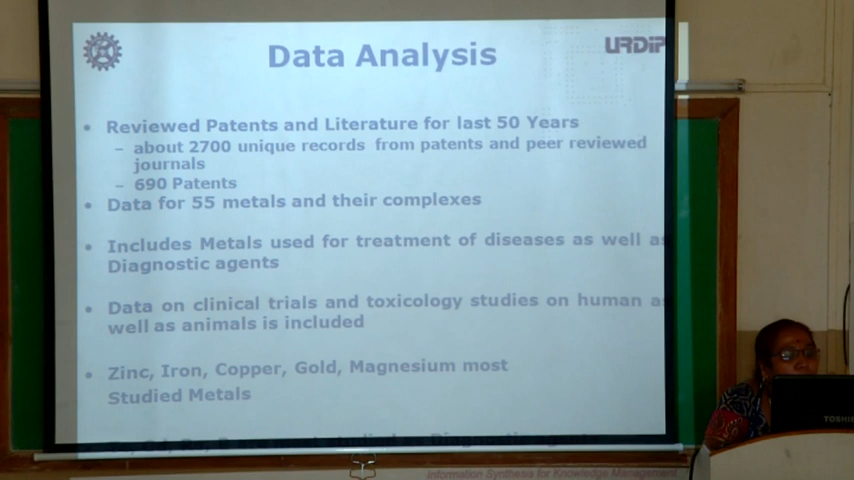 Data Analysis
URDIP
• Reviewed Patents and Literature for last 50 Years
– about 2700 unique records from patents and peer reviewed
journals
– 690 Patents
• Data for 55 metals and their complexes
• Includes Metals used for treatment of diseases as well as
Diagnostic agents
• Data on clinical trials and toxicology studies on human a
well as animals is included
• Zinc, Iron, Copper, Gold, Magnesium most
Studied Metals
Information Synthesis for Knowledge Management
TOSHIB